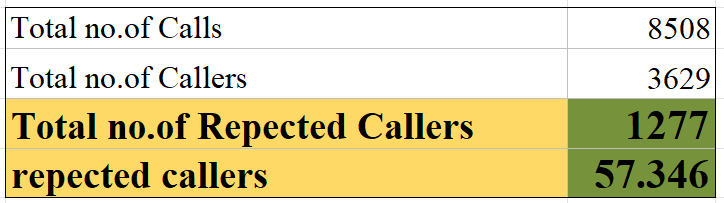 Total no.of Calls 8508
Total no.of Callers 3629
Total no.of Repected Callers 1277
repected callers 57.346